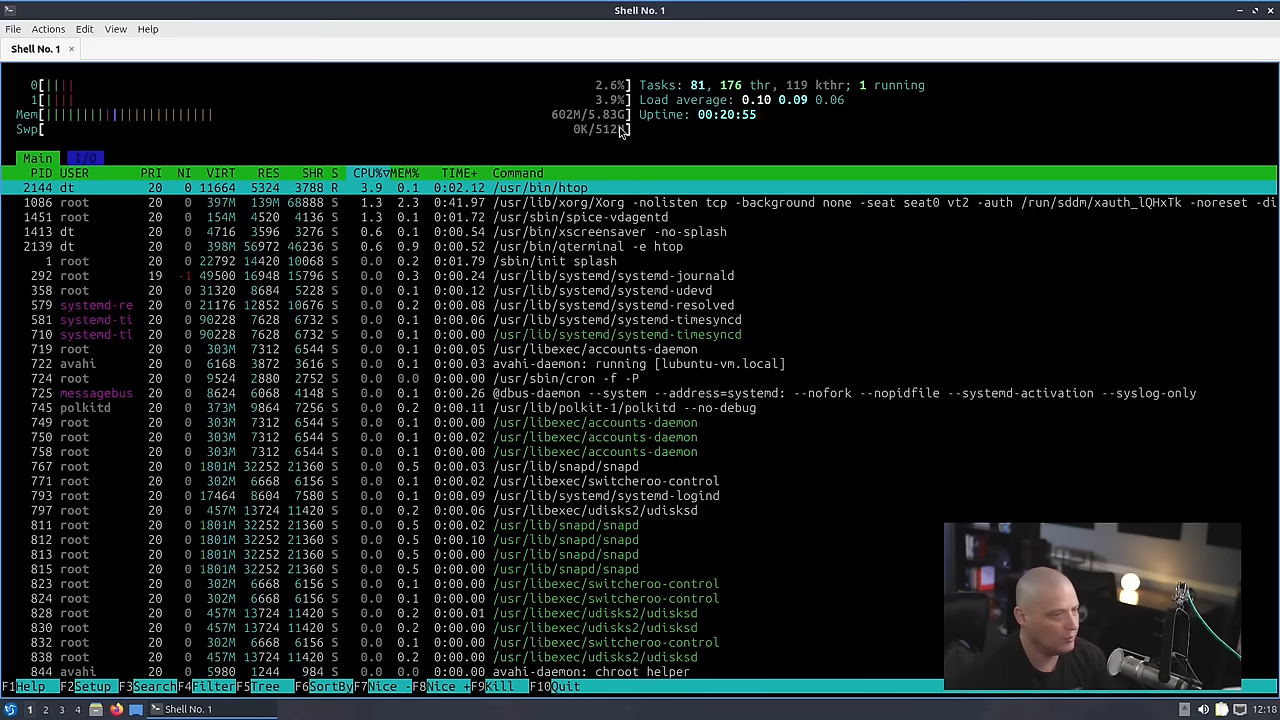 Shell No. 1
File Actions Edit View Help
Shell No. 1 ×
0[|||| 2.6%] Tasks: 81, 176 thr, 119 kthr; 1 running
1[|||| 3.9%] Load average: 0.10 0.09 0.06
Mem[||||||||||||||||||||||||| 602M/5.83G] Uptime: 00:20:55
Swp[ 0K/512M]
Main I/O
PID USER PRI NI VIRT RES SHR S CPU%▽MEM% TIME+ Command
2144 dt 20 0 11664 5324 3788 R 3.9 0.1 0:02.12 /usr/bin/htop
1086 root 20 0 397M 139M 68888 S 1.3 2.3 0:41.97 /usr/lib/xorg/Xorg -nolisten tcp -background none -seat seat0 vt2 -auth /run/sddm/xauth_lQHxTk -noreset -di
1451 root 20 0 154M 4520 4136 S 1.3 0.1 0:01.72 /usr/sbin/spice-vdagentd
1413 dt 20 0 4716 3596 3276 S 0.6 0.1 0:00.54 /usr/bin/xscreensaver -no-splash
2139 dt 20 0 398M 56972 46236 S 0.6 0.9 0:00.52 /usr/bin/qterminal -e htop
1 root 20 0 22792 14420 10068 S 0.0 0.2 0:01.79 /sbin/init splash
292 root 19 -1 49500 16948 15796 S 0.0 0.3 0:00.24 /usr/lib/systemd/systemd-journald
358 root 20 0 31320 8684 5228 S 0.0 0.1 0:00.12 /usr/lib/systemd/systemd-udevd
579 systemd-re 20 0 21176 12852 10676 S 0.0 0.2 0:00.08 /usr/lib/systemd/systemd-resolved
581 systemd-ti 20 0 90228 7628 6732 S 0.0 0.1 0:00.06 /usr/lib/systemd/systemd-timesyncd
710 systemd-ti 20 0 90228 7628 6732 S 0.0 0.1 0:00.00 /usr/lib/systemd/systemd-timesyncd
719 root 20 0 303M 7312 6544 S 0.0 0.1 0:00.05 /usr/libexec/accounts-daemon
722 avahi 20 0 6168 3872 3616 S 0.0 0.1 0:00.03 avahi-daemon: running [lubuntu-vm.local]
724 root 20 0 9524 2880 2752 S 0.0 0.0 0:00.00 /usr/sbin/cron -f -P
725 messagebus 20 0 8624 6068 4148 S 0.0 0.1 0:00.26 @dbus-daemon --system --address=systemd: --nofork --nopidfile --systemd-activation --syslog-only
745 polkitd 20 0 373M 9864 7256 S 0.0 0.2 0:00.11 /usr/lib/polkit-1/polkitd --no-debug
749 root 20 0 303M 7312 6544 S 0.0 0.1 0:00.00 /usr/libexec/accounts-daemon
750 root 20 0 303M 7312 6544 S 0.0 0.1 0:00.02 /usr/libexec/accounts-daemon
758 root 20 0 303M 7312 6544 S 0.0 0.1 0:00.00 /usr/libexec/accounts-daemon
767 root 20 0 1801M 32252 21360 S 0.0 0.5 0:00.03 /usr/lib/snapd/snapd
771 root 20 0 302M 6668 6156 S 0.0 0.1 0:00.02 /usr/libexec/switcheroo-control
793 root 20 0 17464 8604 7580 S 0.0 0.1 0:00.09 /usr/lib/systemd/systemd-logind
797 root 20 0 457M 13724 11420 S 0.0 0.2 0:00.06 /usr/libexec/udisks2/udisksd
811 root 20 0 1801M 32252 21360 S 0.0 0.5 0:00.00 /usr/lib/snapd/snapd
812 root 20 0 1801M 32252 21360 S 0.0 0.5 0:00.10 /usr/lib/snapd/snapd
813 root 20 0 1801M 32252 21360 S 0.0 0.5 0:00.00 /usr/lib/snapd/snapd
815 root 20 0 1801M 32252 21360 S 0.0 0.5 0:00.00 /usr/lib/snapd/snapd
823 root 20 0 302M 6668 6156 S 0.0 0.1 0:00.00 /usr/libexec/switcheroo-control
824 root 20 0 302M 6668 6156 S 0.0 0.1 0:00.00 /usr/libexec/switcheroo-control
828 root 20 0 457M 13724 11420 S 0.0 0.2 0:00.01 /usr/libexec/udisks2/udisksd
830 root 20 0 457M 13724 11420 S 0.0 0.2 0:00.00 /usr/libexec/udisks2/udisksd
832 root 20 0 302M 6668 6156 S 0.0 0.1 0:00.00 /usr/libexec/switcheroo-control
838 root 20 0 457M 13724 11420 S 0.0 0.2 0:00.00 /usr/libexec/udisks2/udisksd
844 avahi 20 0 5980 1244 984 S 0.0 0.0 0:00.00 avahi-daemon: chroot helper
F1Help F2Setup F3SearchF4FilterF5Tree F6SortByF7Nice -F8Nice +F9Kill F10Quit
1 2 3 4 Shell No. 1 12:18